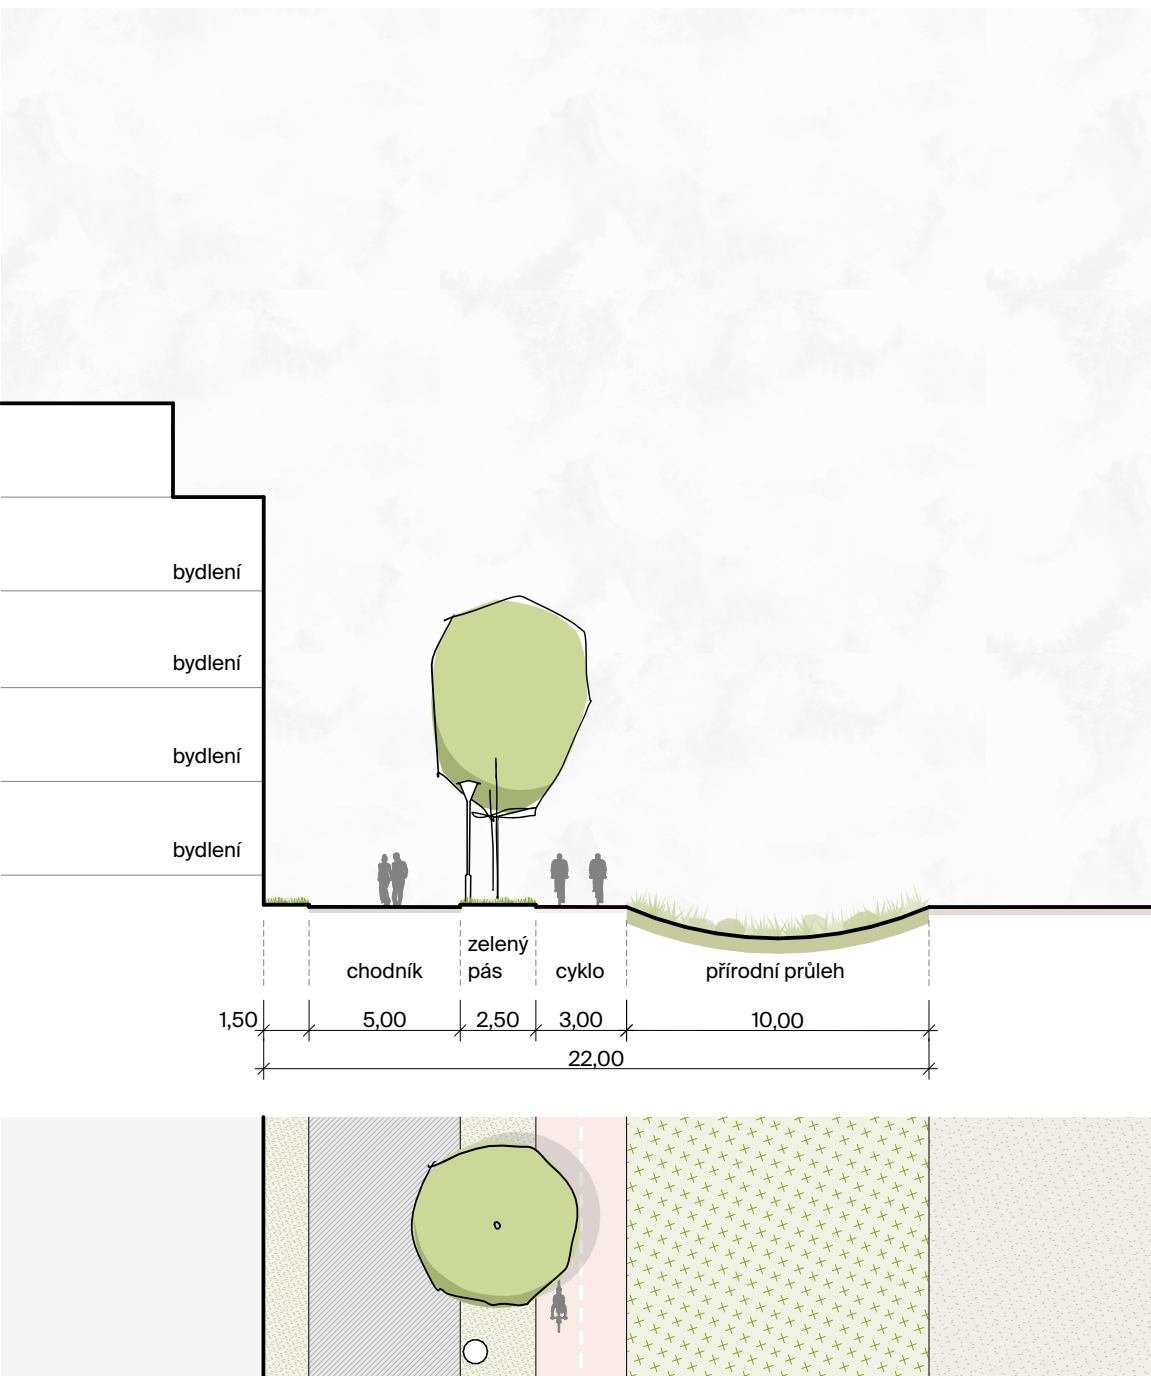 bydlení
bydlení
bydlení
bydlení
zelený
chodník pás cyklo přírodní průleh
1,50 5,00 2,50 3,00 10,00
22,00